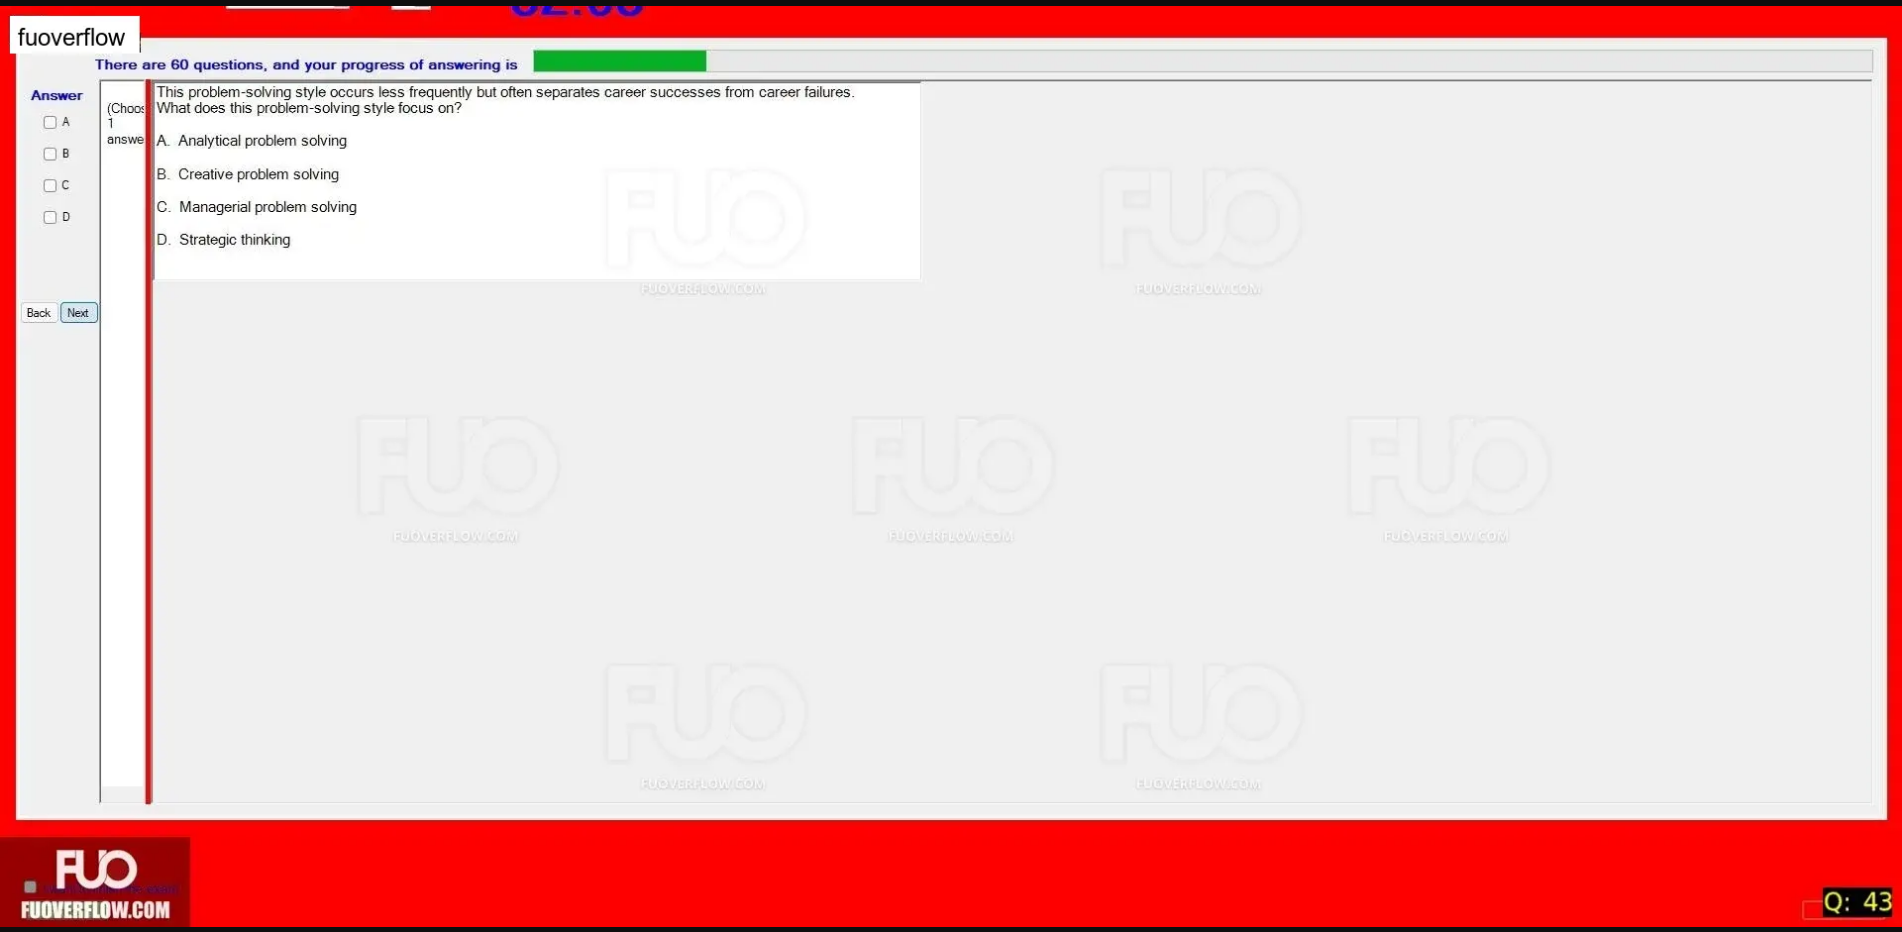 fuoverflow
There are 60 questions, and your progress of answering is
Answer
A
B
C
D
(Choos
1
answe
This problem-solving style occurs less frequently but often separates career successes from career failures.
What does this problem-solving style focus on?
A. Analytical problem solving
B. Creative problem solving
C. Managerial problem solving
D. Strategic thinking
Back
Next
FUO
FUOVERFLOW.COM
FUO
FUOVERFLOW.COM
FUO
FUOVERFLOW.COM
FUO
FUOVERFLOW.COM
FUO
FUOVERFLOW.COM
FUO
FUOVERFLOW.COM
FUO
FUOVERFLOW.COM
FUO
FUOVERFLOW.COM
Q: 43